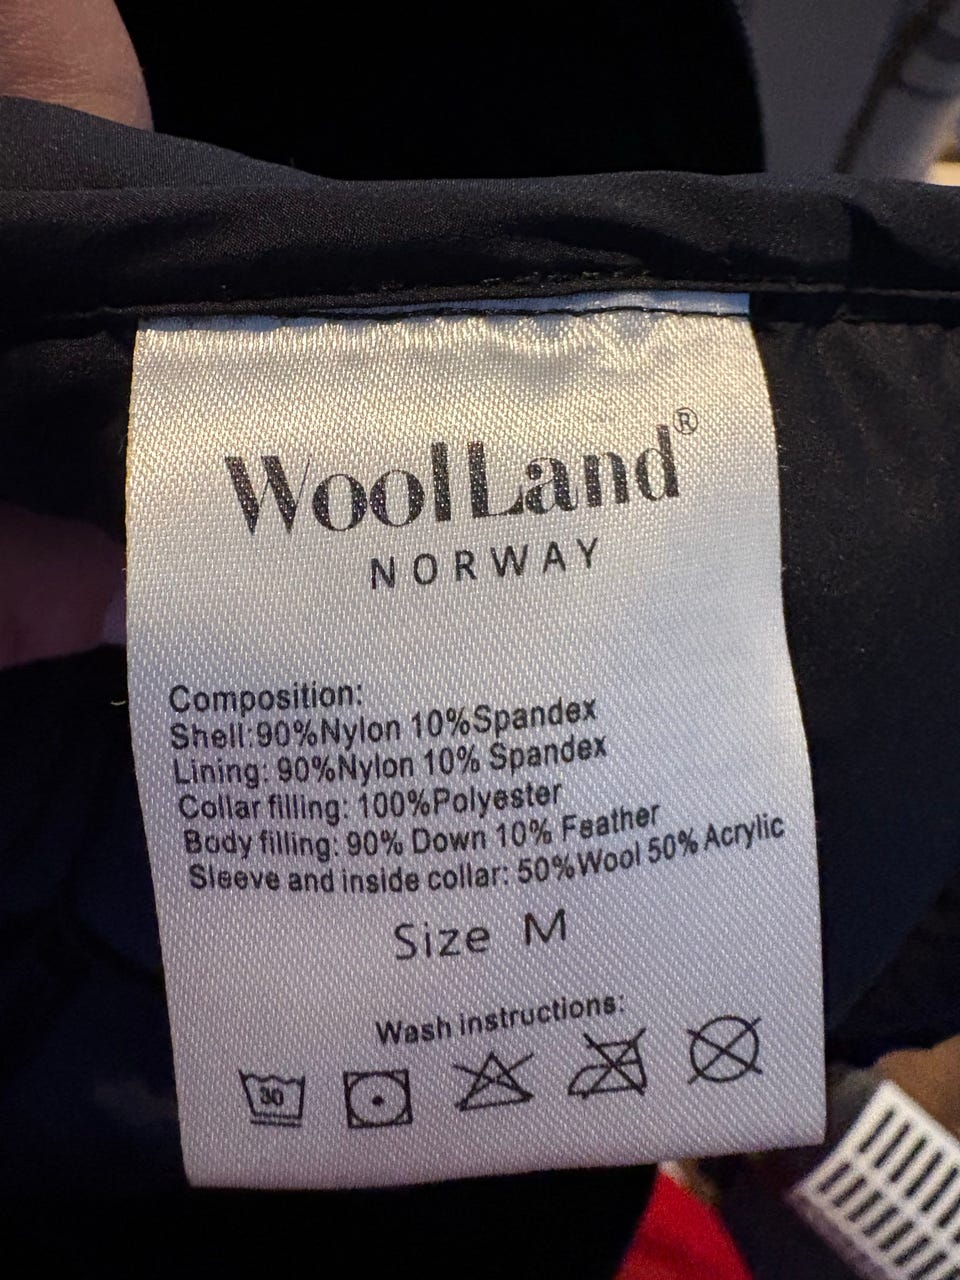 WoolLand®
NORWAY
Composition:
Shell:90%Nylon 10%Spandex
Lining: 90%Nylon 10% Spandex
Collar filling: 100%Polyester
Body filling: 90% Down 10% Feather
Sleeve and inside collar: 50%Wool 50% Acrylic
Size M
Wash instructions:
30